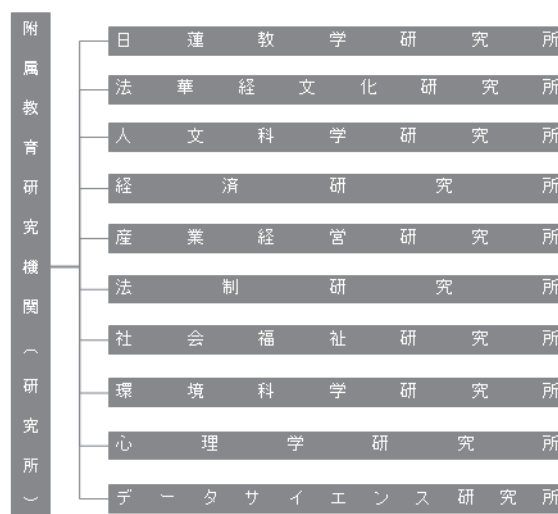 附属教育研究機関（研究所）
日蓮教学研究所
法華経文化研究所
人文科学研究所
経済研究所
産業経営研究所
法制研究所
社会福祉研究所
環境科学研究所
心理学研究所
データサイエンス研究所